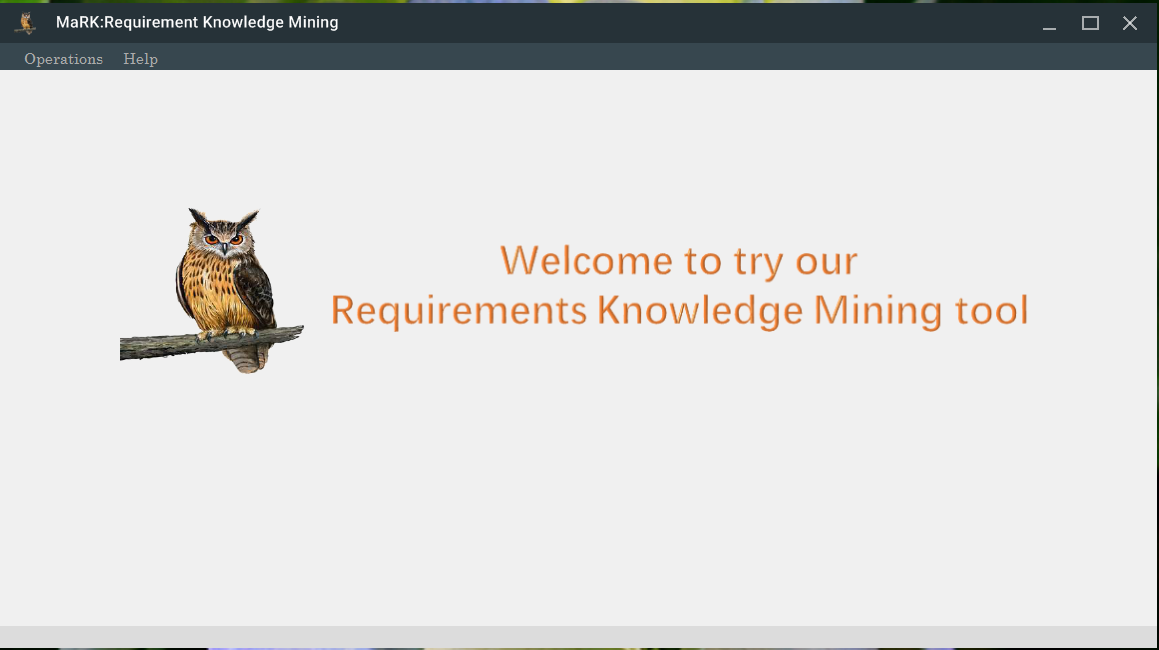 MaRK:Requirement Knowledge Mining
Operations Help
Welcome to try our
Requirements Knowledge Mining tool